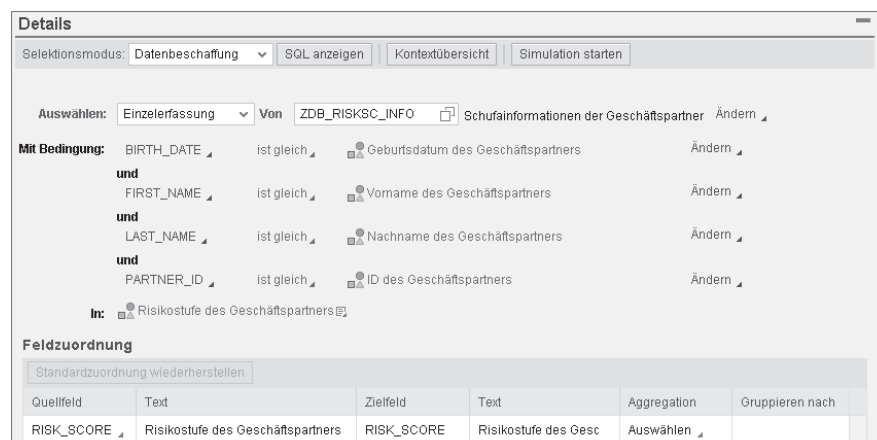 Details
Selektionsmodus: Datenbeschaffung SQL anzeigen Kontextübersicht Simulation starten
Auswählen: Einzelerfassung Von ZDB_RISKSC_INFO Schufainformationen der Geschäftspartner Ändern
Mit Bedingung: BIRTH_DATE ist gleich Geburtsdatum des Geschäftspartners Ändern
und
FIRST_NAME ist gleich Vorname des Geschäftspartners Ändern
und
LAST_NAME ist gleich Nachname des Geschäftspartners Ändern
und
PARTNER_ID ist gleich ID des Geschäftspartners Ändern
In: Risikostufe des Geschäftspartners
Feldzuordnung
Standardzuordnung wiederherstellen
Quellfeld Text Zielfeld Text Aggregation Gruppieren nach
RISK_SCORE Risikostufe des Geschäftspartners RISK_SCORE Risikostufe des Gesc Auswählen